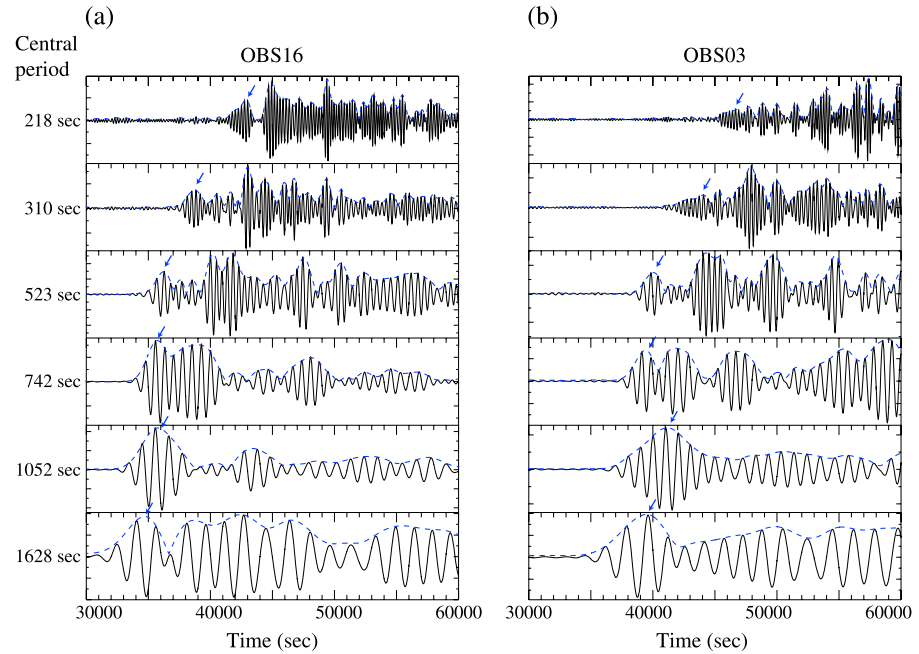 (a) (b)
Central
period
OBS16 OBS03
218 sec
310 sec
523 sec
742 sec
1052 sec
1628 sec
30000 40000 50000 60000 30000 40000 50000 60000
Time (sec) Time (sec)